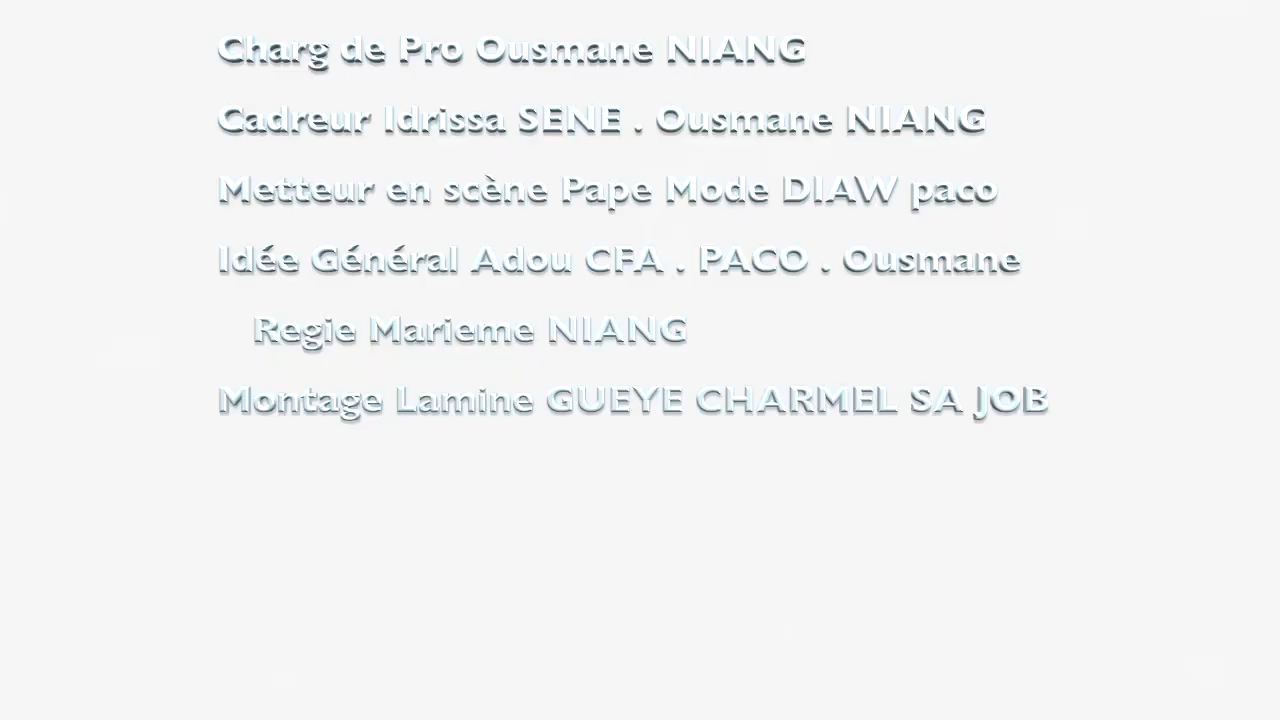 Charg de Pro Ousmane NIANG
Cadreur Idrissa SENE . Ousmane NIANG
Metteur en scène Pape Mode DIAW paco
Idée Général Adou CFA . PACO . Ousmane
Regie Marieme NIANG
Montage Lamine GUEYE CHARMEL SA JOB